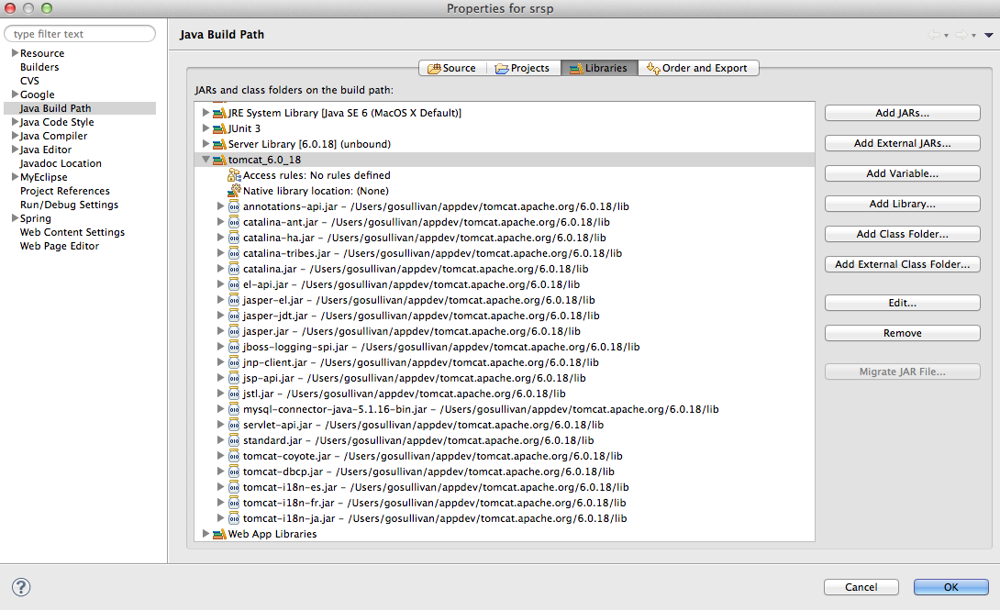 Properties for srsp
type filter text
Resource
Builders
CVS
Google
Java Build Path
Java Code Style
Java Compiler
Java Editor
Javadoc Location
MyEclipse
Project References
Run/Debug Settings
Spring
Web Content Settings
Web Page Editor
Java Build Path
Source Projects Libraries Order and Export
JARs and class folders on the build path:
JRE System Library [Java SE 6 (MacOS X Default)]
JUnit 3
Server Library [6.0.18] (unbound)
tomcat_6.0_18
Access rules: No rules defined
Native library location: (None)
annotations-api.jar – /Users/gosullivan/appdev/tomcat.apache.org/6.0.18/lib
catalina-ant.jar – /Users/gosullivan/appdev/tomcat.apache.org/6.0.18/lib
catalina-ha.jar – /Users/gosullivan/appdev/tomcat.apache.org/6.0.18/lib
catalina-tribes.jar – /Users/gosullivan/appdev/tomcat.apache.org/6.0.18/lib
catalina.jar – /Users/gosullivan/appdev/tomcat.apache.org/6.0.18/lib
el-api.jar – /Users/gosullivan/appdev/tomcat.apache.org/6.0.18/lib
jasper-el.jar – /Users/gosullivan/appdev/tomcat.apache.org/6.0.18/lib
jasper-jdt.jar – /Users/gosullivan/appdev/tomcat.apache.org/6.0.18/lib
jasper.jar – /Users/gosullivan/appdev/tomcat.apache.org/6.0.18/lib
jboss-logging-spi.jar – /Users/gosullivan/appdev/tomcat.apache.org/6.0.18/lib
jnp-client.jar – /Users/gosullivan/appdev/tomcat.apache.org/6.0.18/lib
jsp-api.jar – /Users/gosullivan/appdev/tomcat.apache.org/6.0.18/lib
jstl.jar – /Users/gosullivan/appdev/tomcat.apache.org/6.0.18/lib
mysql-connector-java-5.1.16-bin.jar – /Users/gosullivan/appdev/tomcat.apache.org/6.0.18/lib
servlet-api.jar – /Users/gosullivan/appdev/tomcat.apache.org/6.0.18/lib
standard.jar – /Users/gosullivan/appdev/tomcat.apache.org/6.0.18/lib
tomcat-coyote.jar – /Users/gosullivan/appdev/tomcat.apache.org/6.0.18/lib
tomcat-dbcp.jar – /Users/gosullivan/appdev/tomcat.apache.org/6.0.18/lib
tomcat-i18n-es.jar – /Users/gosullivan/appdev/tomcat.apache.org/6.0.18/lib
tomcat-i18n-fr.jar – /Users/gosullivan/appdev/tomcat.apache.org/6.0.18/lib
tomcat-i18n-ja.jar – /Users/gosullivan/appdev/tomcat.apache.org/6.0.18/lib
Web App Libraries
Add JARs...
Add External JARs...
Add Variable...
Add Library...
Add Class Folder...
Add External Class Folder...
Edit...
Remove
Migrate JAR File...
?
Cancel OK